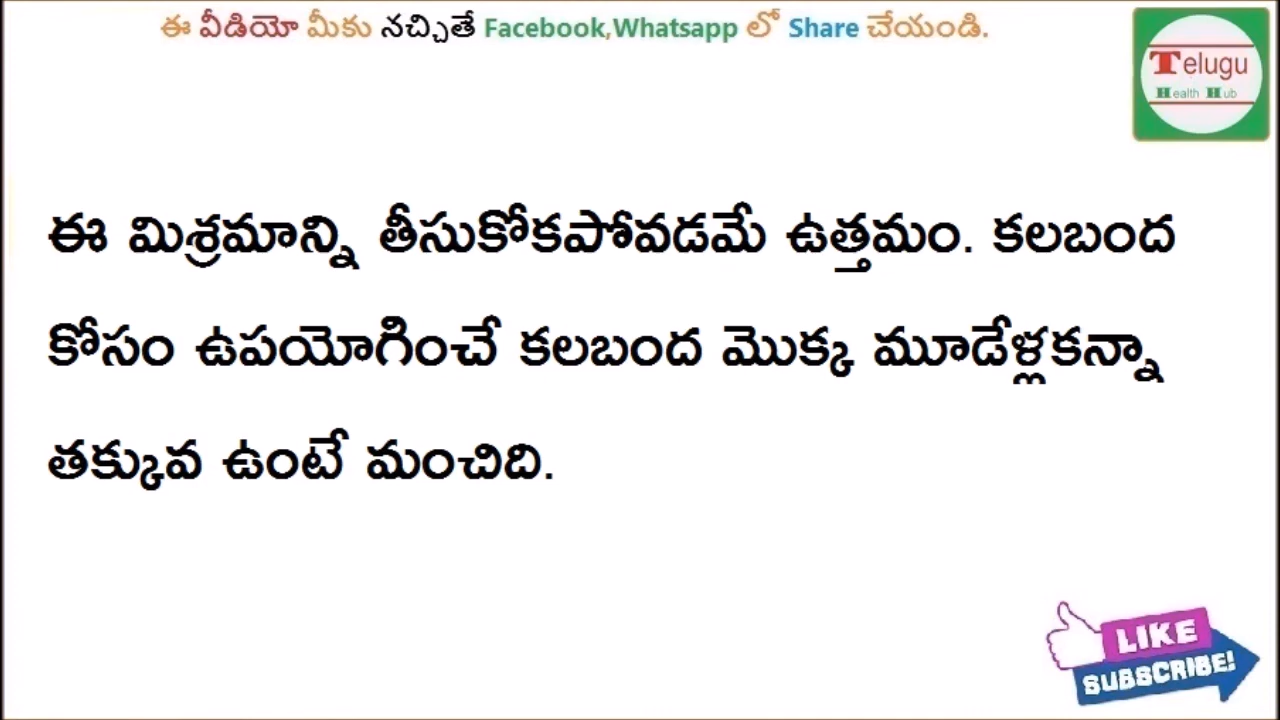 ఈ వీడియో మీకు నచ్చితే Facebook,Whatsapp లో Share చేయండి.
Telugu
Health Hub
ఈ మిశ్రమాన్ని తీసుకోకపోవడమే ఉత్తమం. కలబంద
కోసం ఉపయోగించే కలబంద మొక్క మూడేళ్లకన్నా
తక్కువ ఉంటే మంచిది.
LIKE
SUBSCRIBE!